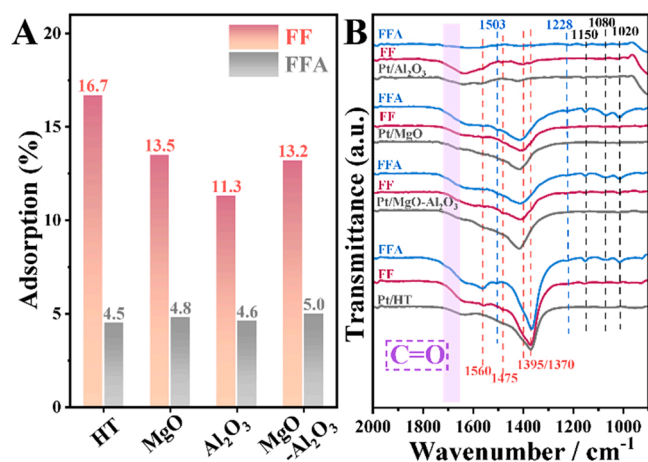 A
FF
FFA
Adsorption (%)
20
15
10
5
0
16.7
4.5
13.5
4.8
11.3
4.6
13.2
5.0
HT
MgO
Al₂O₃
MgO
-Al₂O₃
B
1503
1228
1150
1080
1020
FFA
FF
Pt/Al₂O₃
FFA
FF
Pt/MgO
FFA
FF
Pt/MgO-Al₂O₃
FFA
FF
Pt/HT
C=O
1560
1475
1395/1370
Transmittance (a.u.)
2000
1800
1600
1400
1200
1000
Wavenumber / cm⁻¹